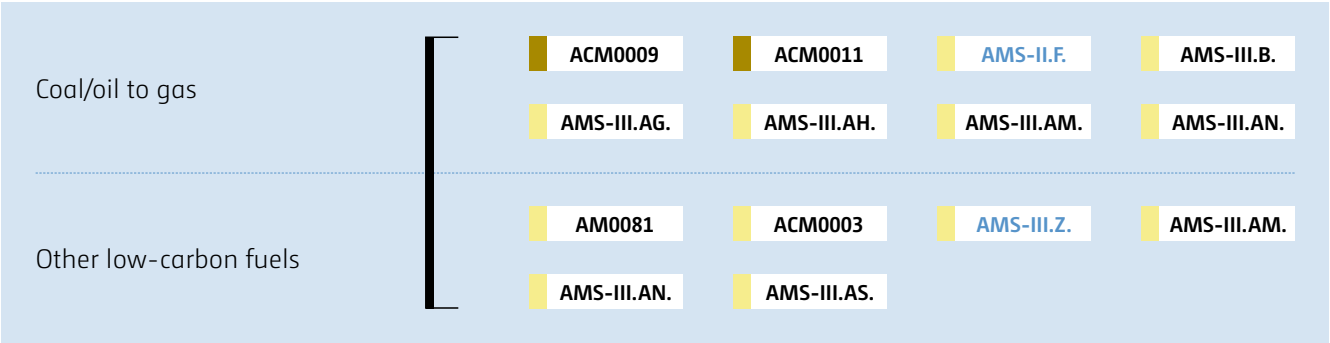 Coal/oil to gas
ACM0009 ACM0011 AMS-II.F. AMS-III.B.
AMS-III.AG. AMS-III.AH. AMS-III.AM. AMS-III.AN.
Other low-carbon fuels
AM0081 ACM0003 AMS-III.Z. AMS-III.AM.
AMS-III.AN. AMS-III.AS.